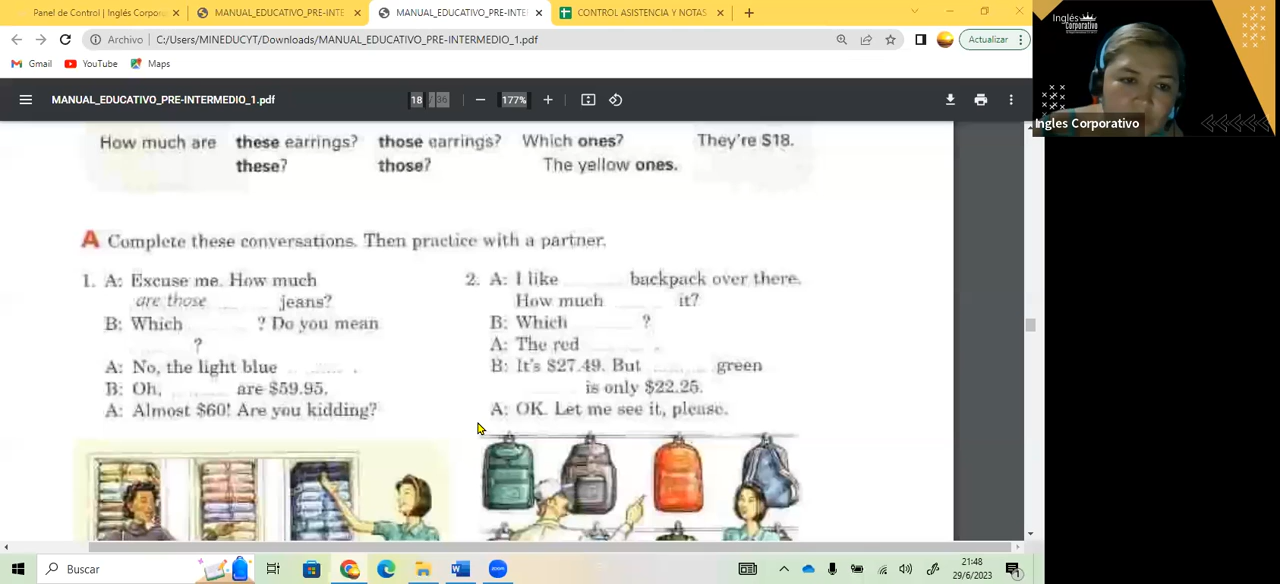 Panel de Control | Inglés Corpora
MANUAL_EDUCATIVO_PRE-INTE
MANUAL_EDUCATIVO_PRE-INTE
CONTROL ASISTENCIA Y NOTAS
Archivo
C:/Users/MINEDUCYT/Downloads/MANUAL_EDUCATIVO_PRE-INTERMEDIO_1.pdf
Actualizar
Gmail
YouTube
Maps
MANUAL_EDUCATIVO_PRE-INTERMEDIO_1.pdf
18 / 36
177%
How much are these earrings? those earrings? Which ones? They're $18.
these? those? The yellow ones.
A Complete these conversations. Then practice with a partner.
1. A: Excuse me. How much
are those jeans?
B: Which ? Do you mean
?
A: No, the light blue .
B: Oh, are $59.95.
A: Almost $60! Are you kidding?
2. A: I like backpack over there.
How much it?
B: Which ?
A: The red .
B: It's $27.49. But green
is only $22.25.
A: OK. Let me see it, please.
Inglés
Corporativo
Ingles Corporativo
Buscar
21:48
29/6/2023
1